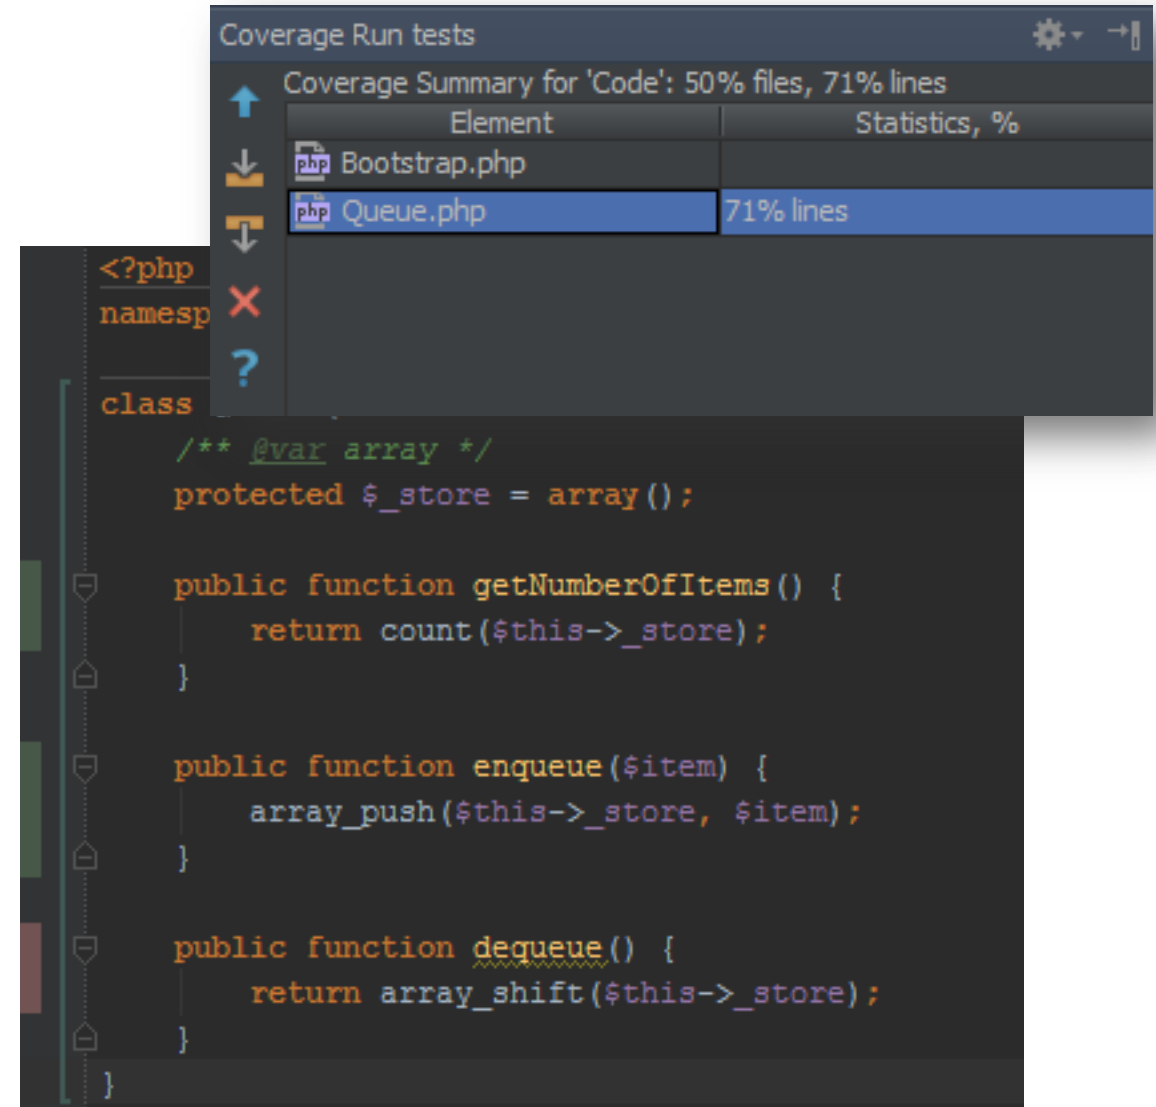 Coverage Run tests
Coverage Summary for 'Code': 50% files, 71% lines
Element Statistics, %
php Bootstrap.php
php Queue.php 71% lines
?
<?php
namesp
class
/** @var array */
protected $_store = array();
public function getNumberOfItems() {
return count($this->_store);
}
public function enqueue($item) {
array_push($this->_store, $item);
}
public function dequeue() {
return array_shift($this->_store);
}
}